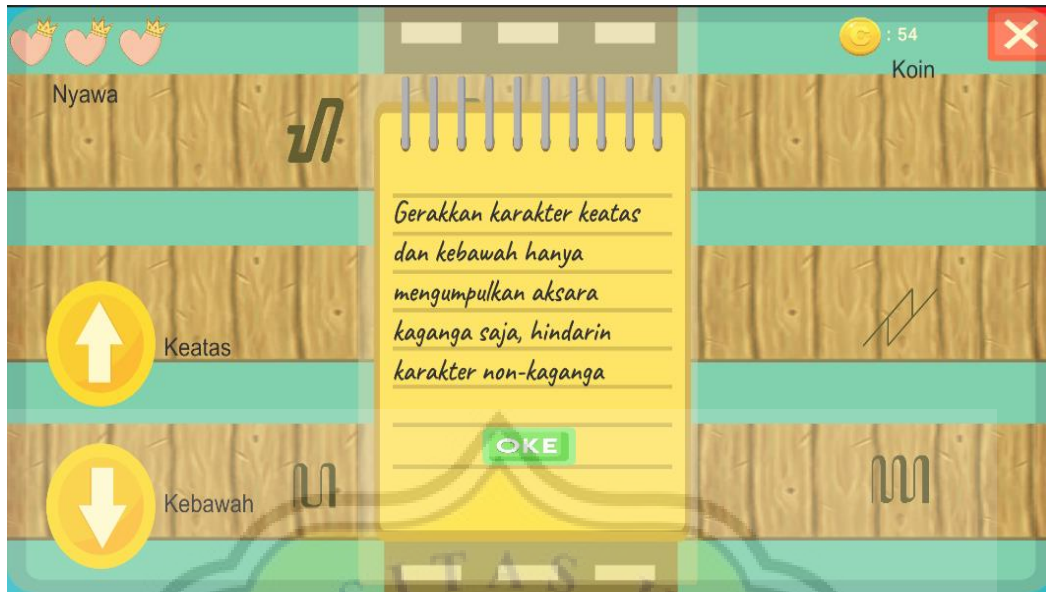 : 54
Koin
Nyawa
Gerakkan karakter keatas
dan kebawah hanya
mengumpulkan aksara
kaganga saja, hindarin
karakter non-kaganga
Keatas
OKE
Kebawah
SITAS